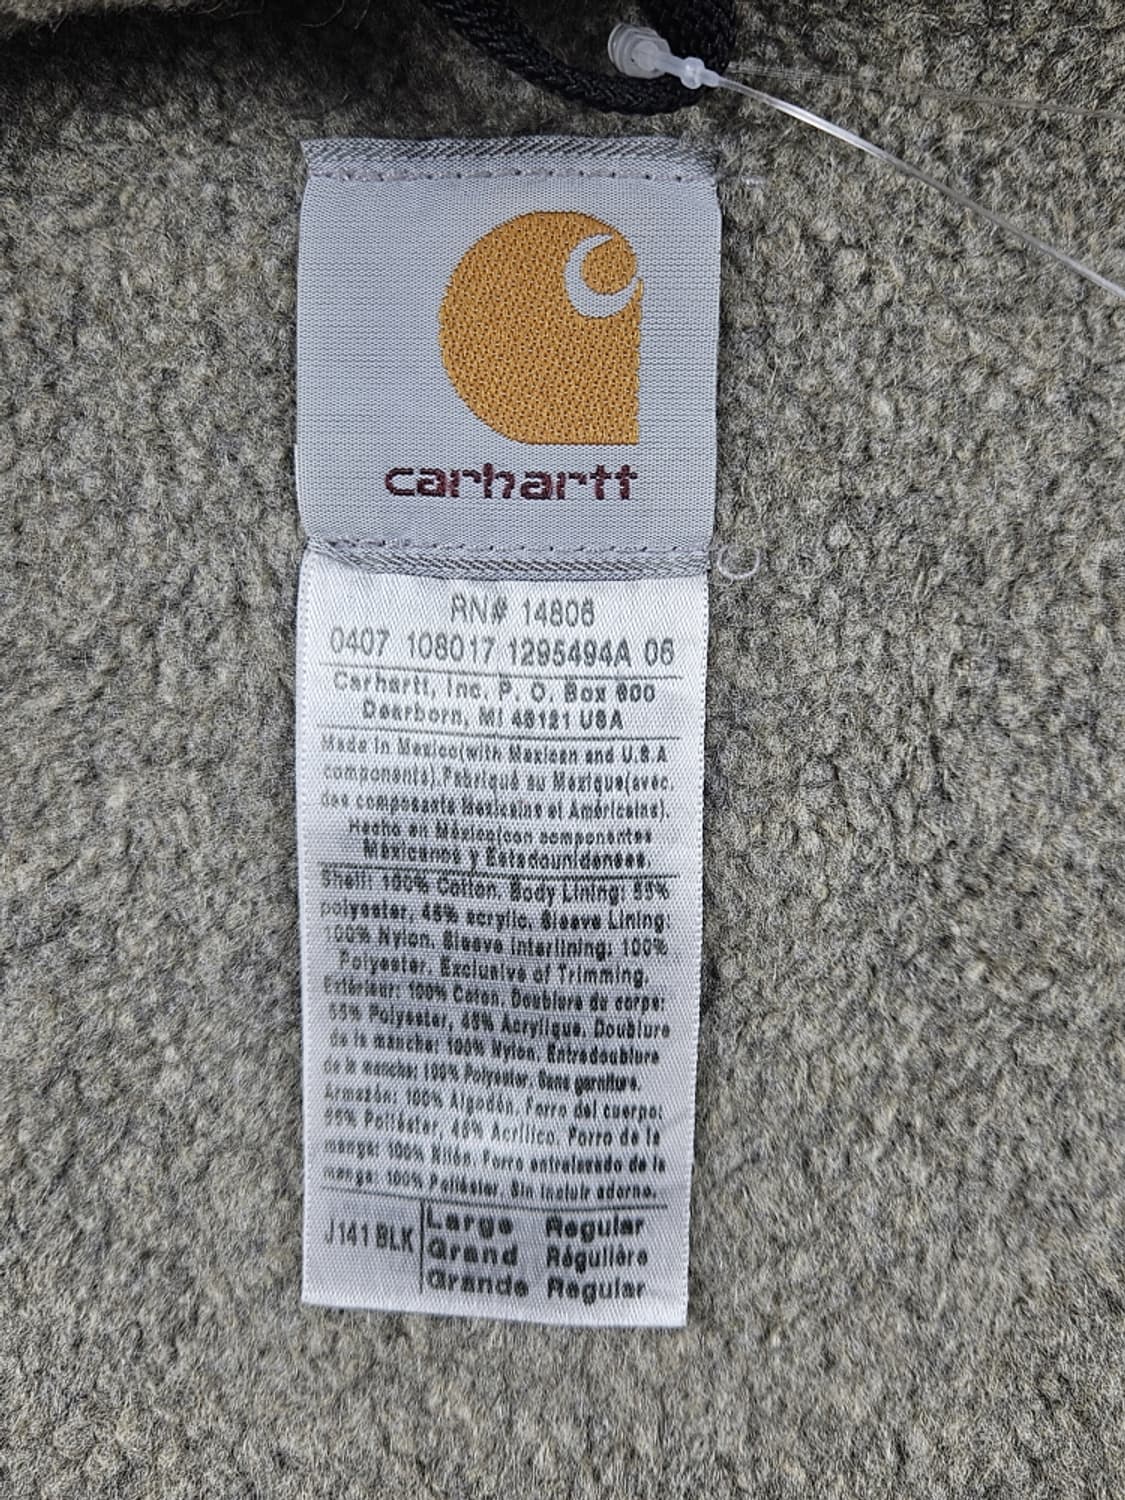 carhartt
RN# 14806
0407 108017 1295494A 06
Carhartt, Inc. P. O. Box 600
Dearborn, MI 48121 USA
Made in Mexico(with Mexican and U.S.A
components).Fabriqué au Mexique(avec.
des composants Mexicains et Américains).
Hecho en México(con componentes
Mexicanos y Estadounidenses.
Shell: 100% Cotton. Body Lining: 55%
polyester, 45% acrylic. Sleeve Lining:
100% Nylon. Sleeve Interlining: 100%
Polyester. Exclusive of Trimming.
Extérieur: 100% Coton. Doublure du corps:
55% Polyester, 45% Acrylique. Doublure
de la manche: 100% Nylon. Entredoublure
de la manche: 100% Polyester. Sans garniture.
Armazón: 100% Algodón. Forro del cuerpo:
55% Poliéster, 45% Acrílico. Forro de la
manga: 100% Nilón. Forro entrelavado de la
manga: 100% Poliéster. Sin incluir adorno.
J141 BLK
Large Regular
Grand Régulière
Grande Regular